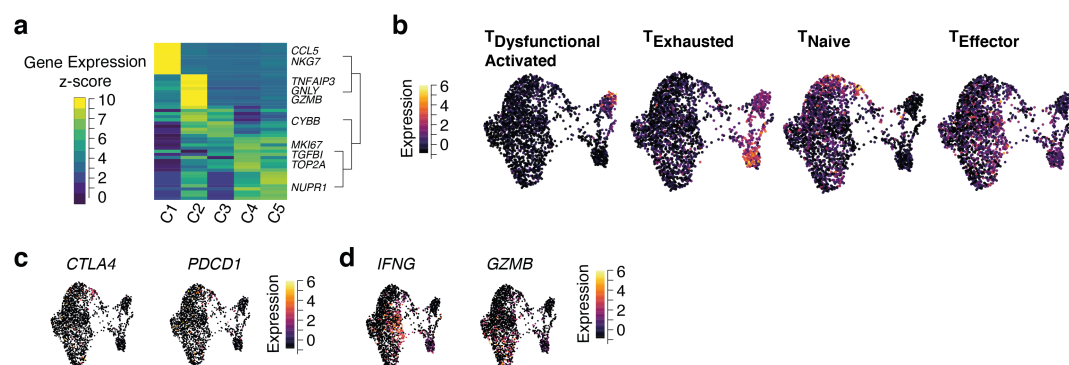 a
Gene Expression
z-score
10
7
6
4
2
0
CCL5
NKG7
TNFAIP3
GNLY
GZMB
CYBB
MKI67
TGFBI
TOP2A
NUPR1
C1 C2 C3 C4 C5
b
TDysfunctional
Activated
TExhausted
TNaive
TEffector
Expression
6
4
2
0
c
CTLA4
PDCD1
Expression
6
4
2
0
d
IFNG
GZMB
Expression
6
4
2
0